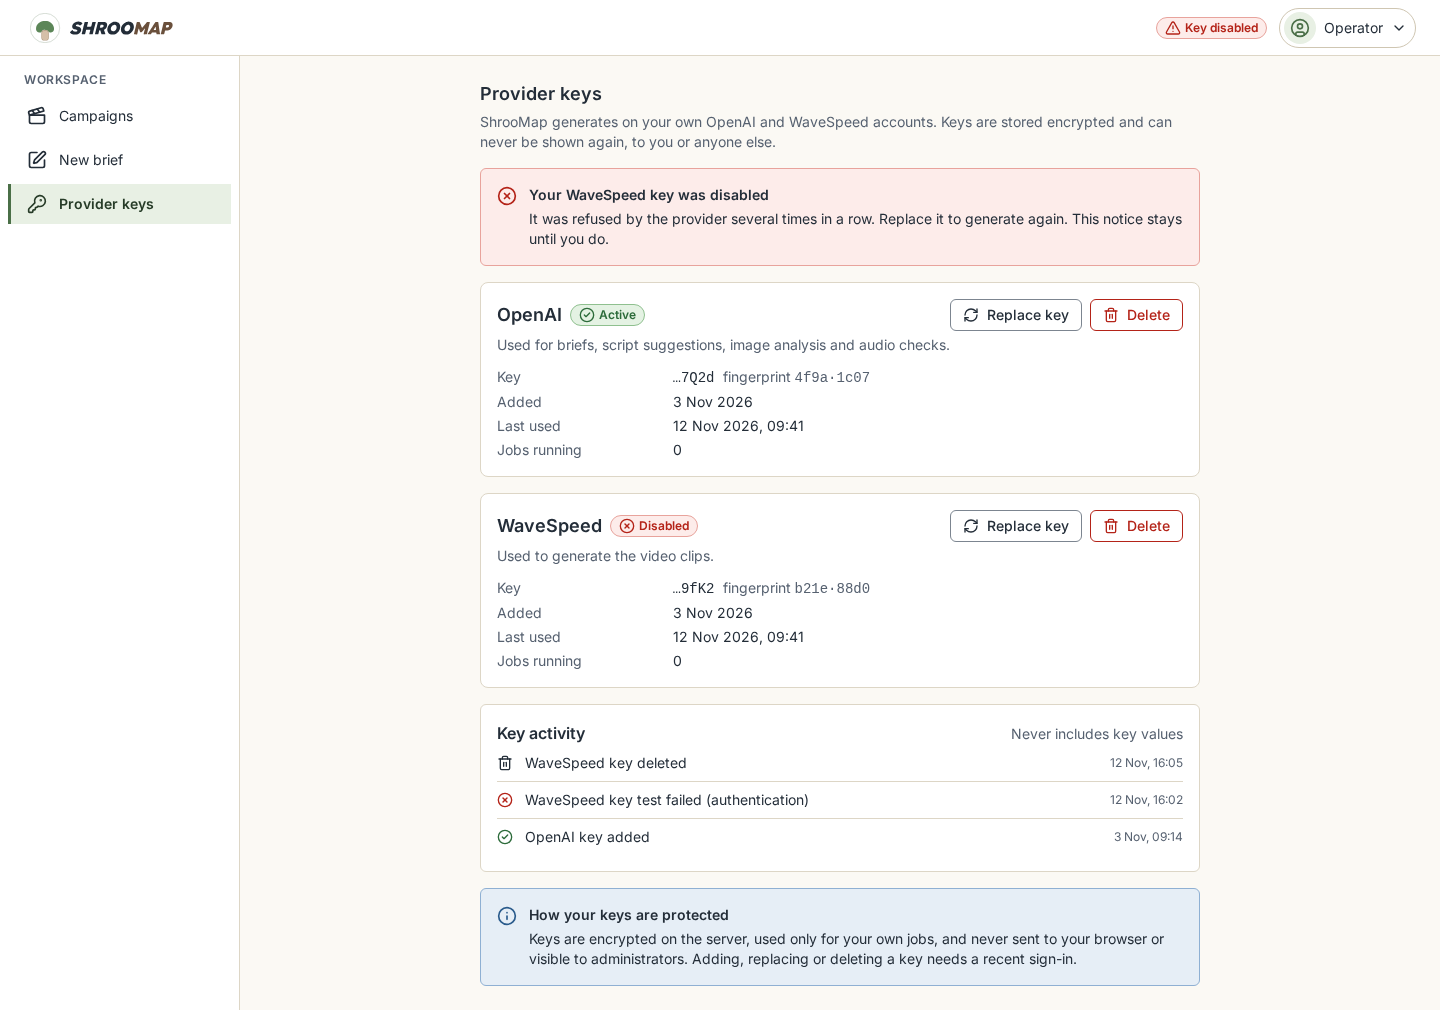 SHROOMAP
Key disabled
Operator
WORKSPACE
Campaigns
New brief
Provider keys
Provider keys
ShrooMap generates on your own OpenAI and WaveSpeed accounts. Keys are stored encrypted and can
never be shown again, to you or anyone else.
Your WaveSpeed key was disabled
It was refused by the provider several times in a row. Replace it to generate again. This notice stays
until you do.
OpenAI Active Replace key Delete
Used for briefs, script suggestions, image analysis and audio checks.
Key …7Q2d fingerprint 4f9a·1c07
Added 3 Nov 2026
Last used 12 Nov 2026, 09:41
Jobs running 0
WaveSpeed Disabled Replace key Delete
Used to generate the video clips.
Key …9fK2 fingerprint b21e·88d0
Added 3 Nov 2026
Last used 12 Nov 2026, 09:41
Jobs running 0
Key activity Never includes key values
WaveSpeed key deleted 12 Nov, 16:05
WaveSpeed key test failed (authentication) 12 Nov, 16:02
OpenAI key added 3 Nov, 09:14
How your keys are protected
Keys are encrypted on the server, used only for your own jobs, and never sent to your browser or
visible to administrators. Adding, replacing or deleting a key needs a recent sign-in.